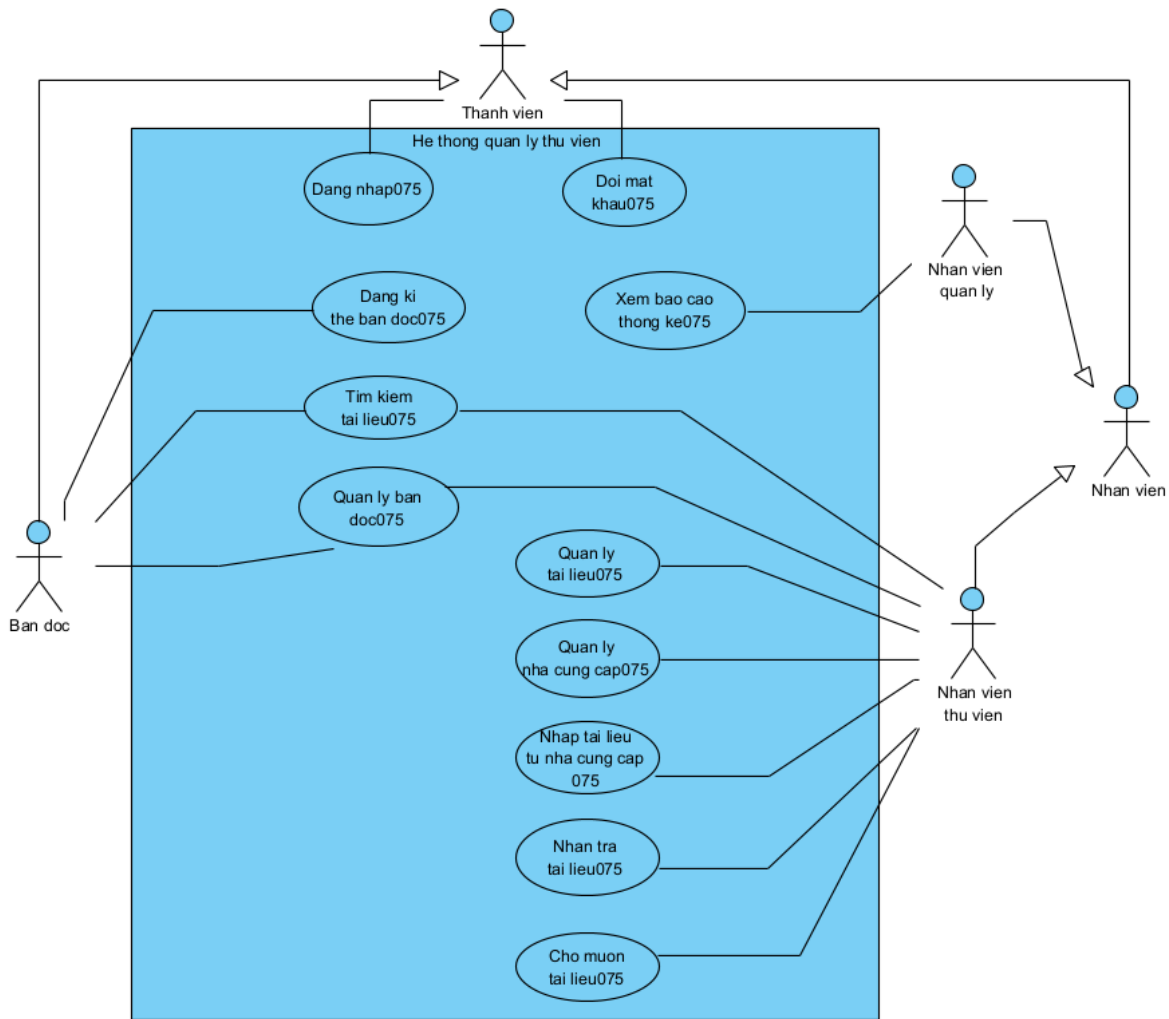 Thanh vien
He thong quan ly thu vien
Dang nhap075
Doi mat
khau075
Nhan vien
quan ly
Dang ki
the ban doc075
Xem bao cao
thong ke075
Tim kiem
tai lieu075
Nhan vien
Quan ly ban
doc075
Quan ly
tai lieu075
Ban doc
Quan ly
nha cung cap075
Nhan vien
thu vien
Nhap tai lieu
tu nha cung cap
075
Nhan tra
tai lieu075
Cho muon
tai lieu075